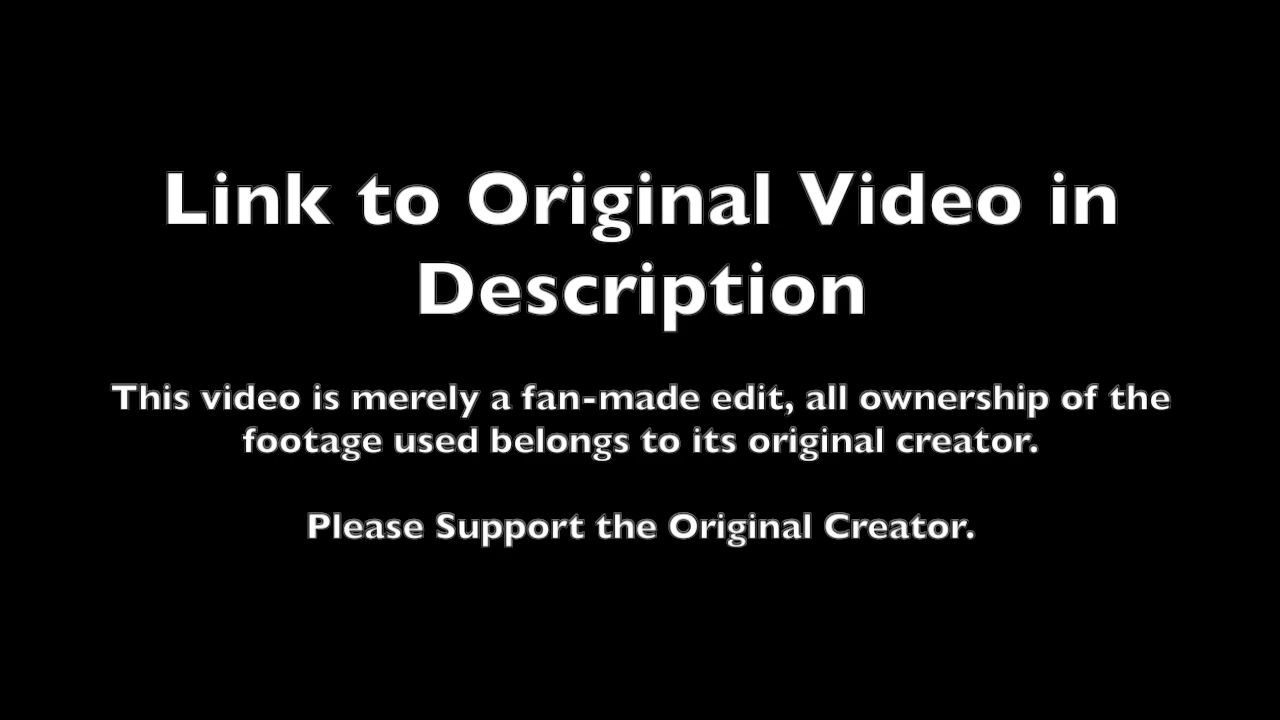 Link to Original Video in
Description
This video is merely a fan-made edit, all ownership of the
footage used belongs to its original creator.
Please Support the Original Creator.